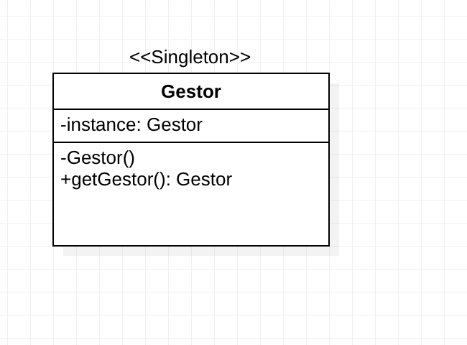 <<Singleton>>
Gestor
-instance: Gestor
-Gestor()
+getGestor(): Gestor